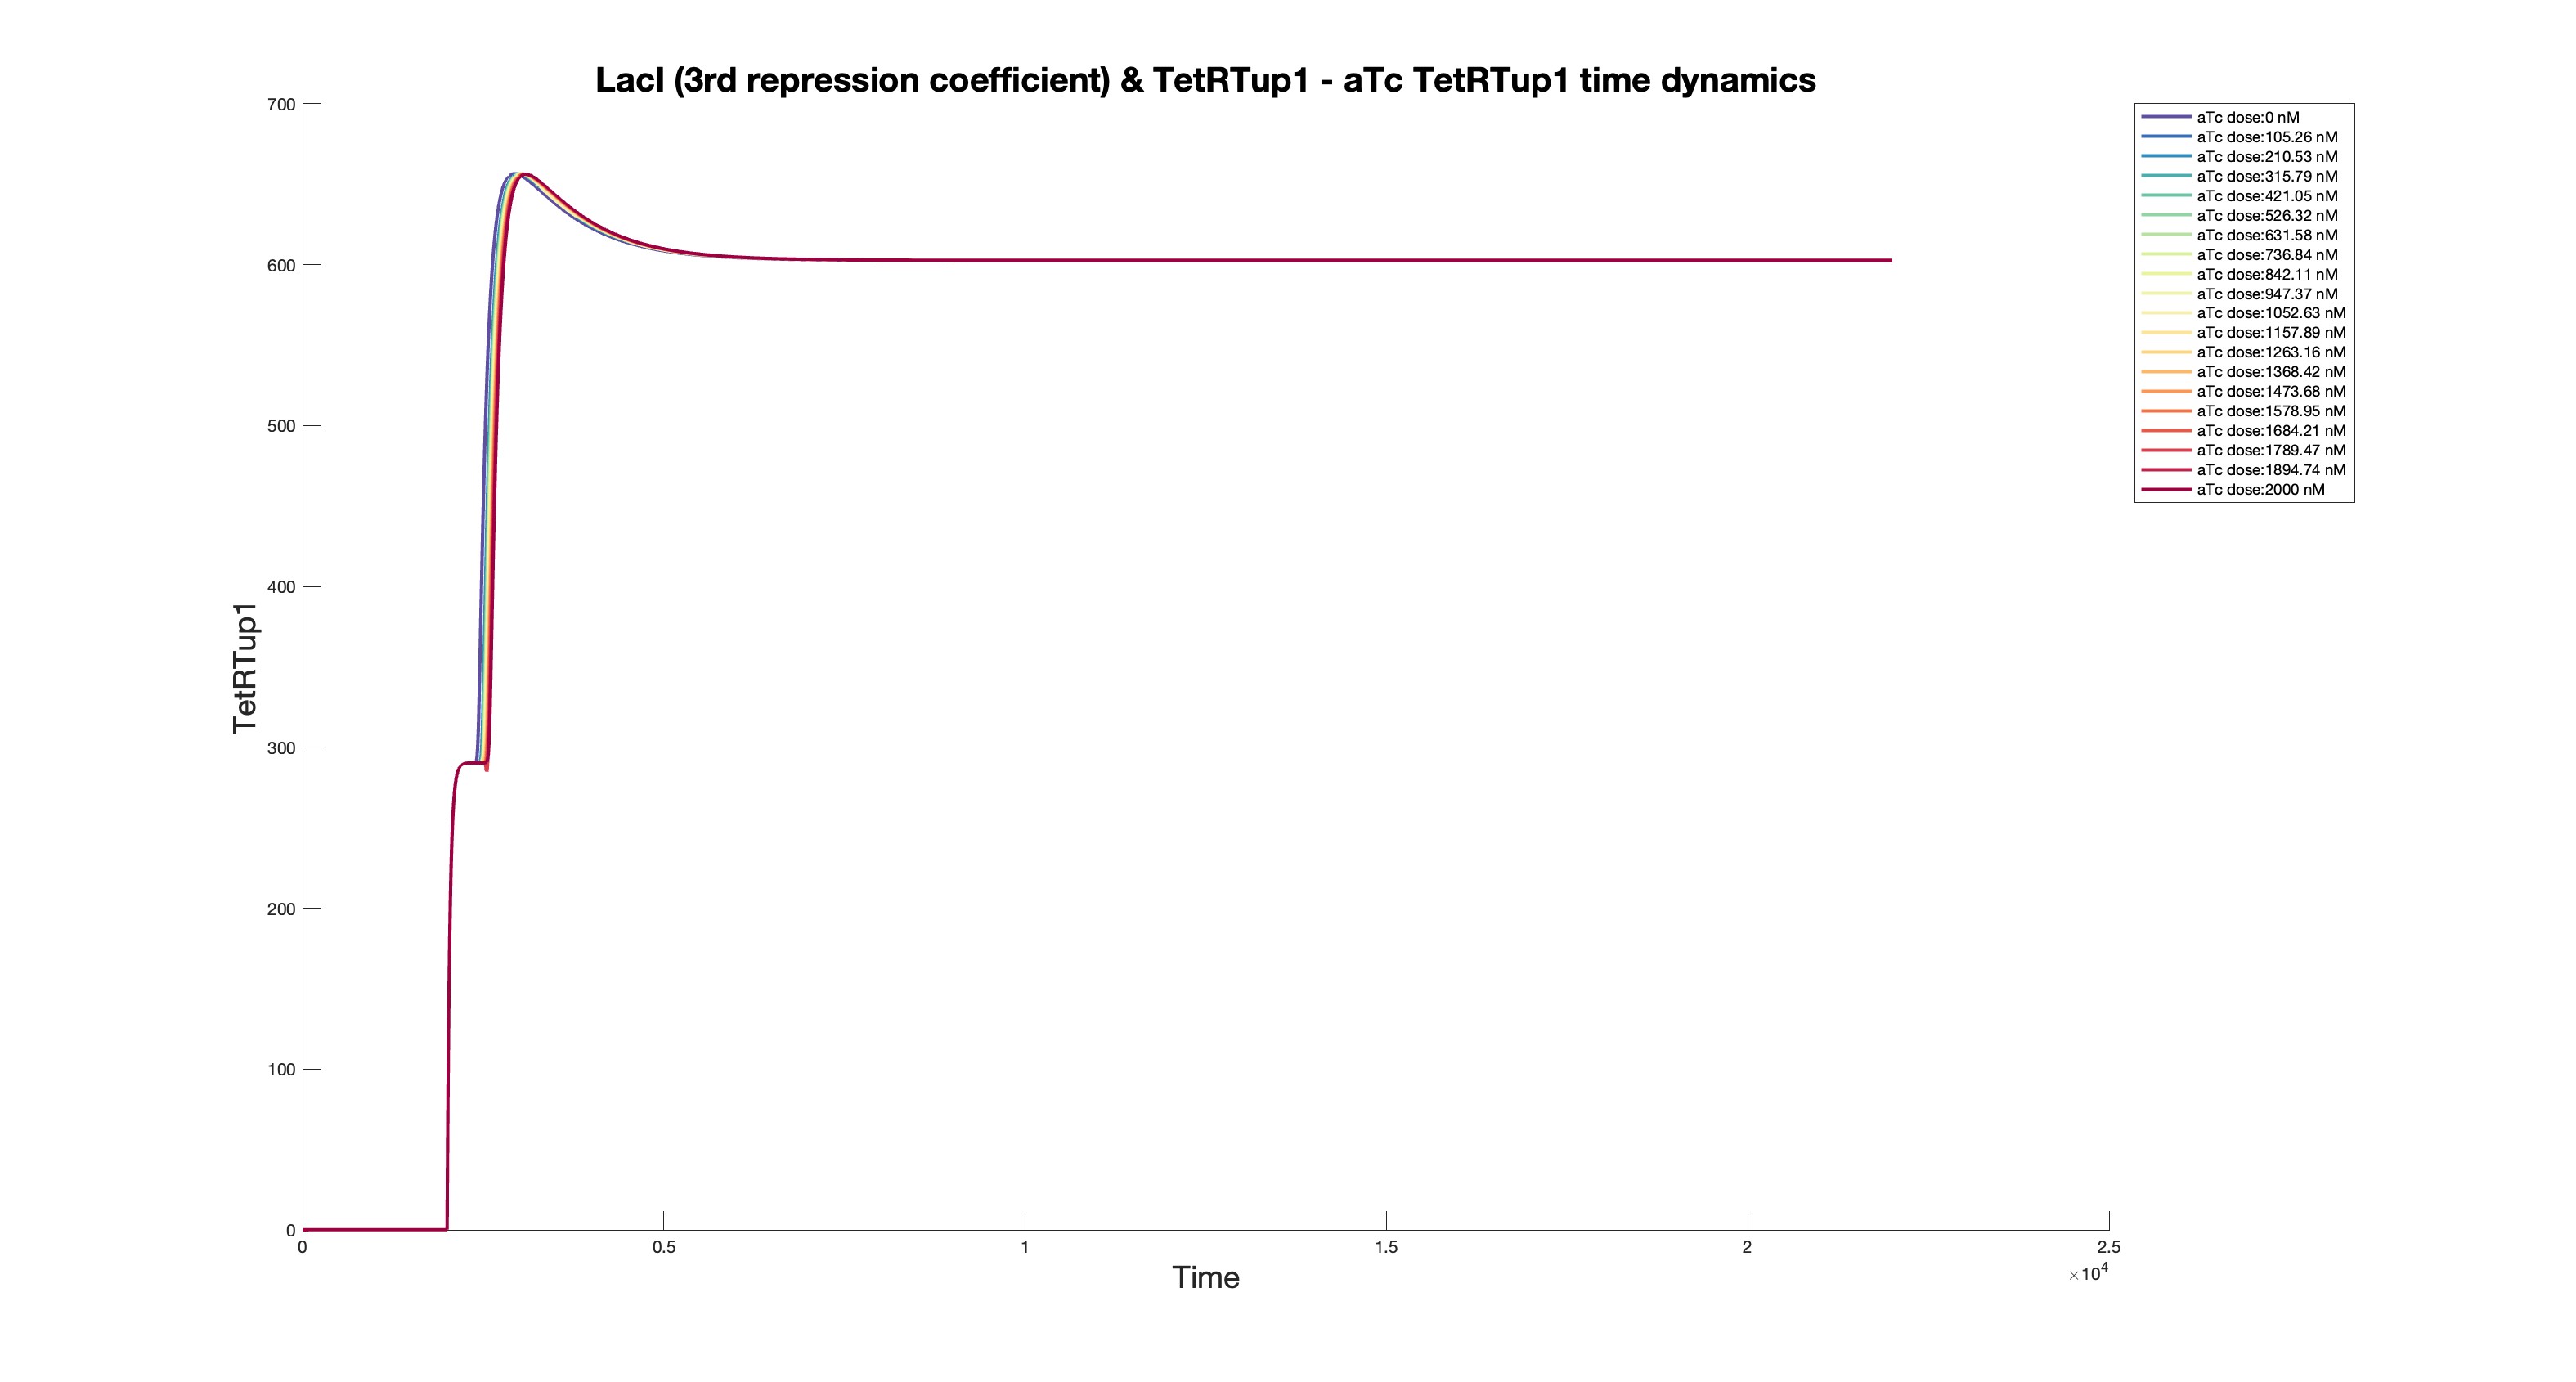 LacI (3rd repression coefficient) & TetRTup1 - aTc TetRTup1 time dynamics
700
600
500
400
300
200
100
0
TetRTup1
0 0.5 1 1.5 2 2.5
×10⁴
Time
aTc dose:0 nM
aTc dose:105.26 nM
aTc dose:210.53 nM
aTc dose:315.79 nM
aTc dose:421.05 nM
aTc dose:526.32 nM
aTc dose:631.58 nM
aTc dose:736.84 nM
aTc dose:842.11 nM
aTc dose:947.37 nM
aTc dose:1052.63 nM
aTc dose:1157.89 nM
aTc dose:1263.16 nM
aTc dose:1368.42 nM
aTc dose:1473.68 nM
aTc dose:1578.95 nM
aTc dose:1684.21 nM
aTc dose:1789.47 nM
aTc dose:1894.74 nM
aTc dose:2000 nM